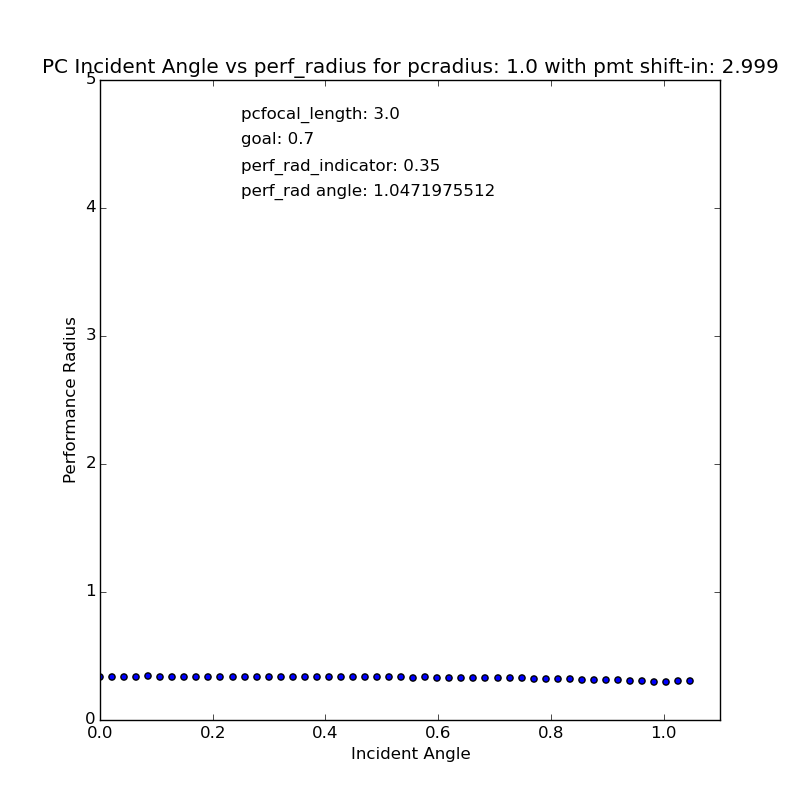 PC Incident Angle vs perf_radius for pcradius: 1.0 with pmt shift-in: 2.999
pcfocal_length: 3.0
goal: 0.7
perf_rad_indicator: 0.35
perf_rad angle: 1.0471975512
5
4
3
2
1
0
Performance Radius
0.0 0.2 0.4 0.6 0.8 1.0
Incident Angle